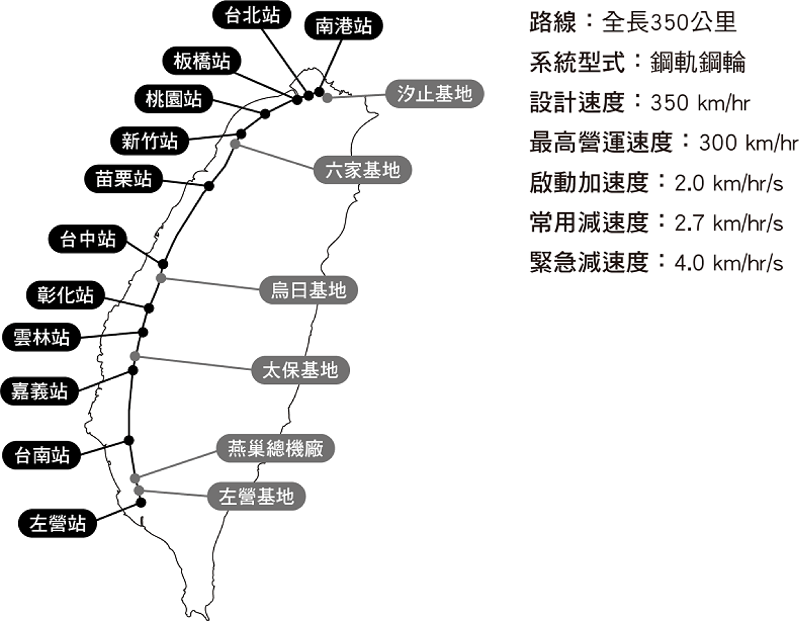 台北站
南港站
板橋站
桃園站
汐止基地
新竹站
六家基地
苗栗站
台中站
烏日基地
彰化站
雲林站
太保基地
嘉義站
台南站
燕巢總機廠
左營基地
左營站
路線：全長350公里
系統型式：鋼軌鋼輪
設計速度：350 km/hr
最高營運速度：300 km/hr
啟動加速度：2.0 km/hr/s
常用減速度：2.7 km/hr/s
緊急減速度：4.0 km/hr/s